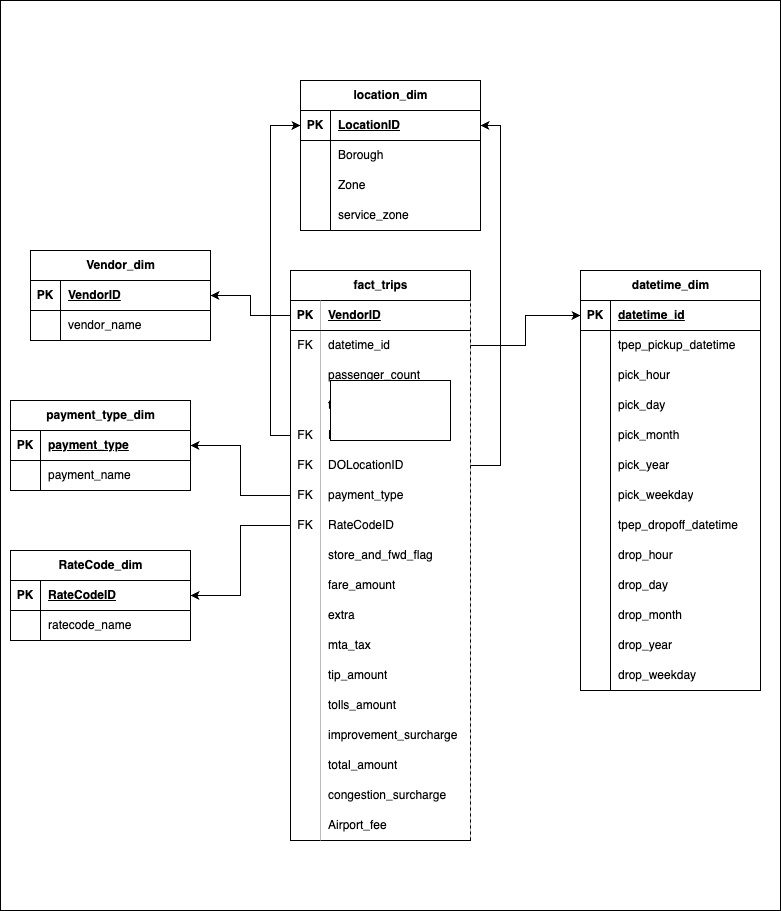 location_dim
PK LocationID
Borough
Zone
service_zone
Vendor_dim
PK VendorID
vendor_name
payment_type_dim
PK payment_type
payment_name
RateCode_dim
PK RateCodeID
ratecode_name
fact_trips
PK VendorID
FK datetime_id
passenger_count
FK
FK DOLocationID
FK payment_type
FK RateCodeID
store_and_fwd_flag
fare_amount
extra
mta_tax
tip_amount
tolls_amount
improvement_surcharge
total_amount
congestion_surcharge
Airport_fee
datetime_dim
PK datetime_id
tpep_pickup_datetime
pick_hour
pick_day
pick_month
pick_year
pick_weekday
tpep_dropoff_datetime
drop_hour
drop_day
drop_month
drop_year
drop_weekday